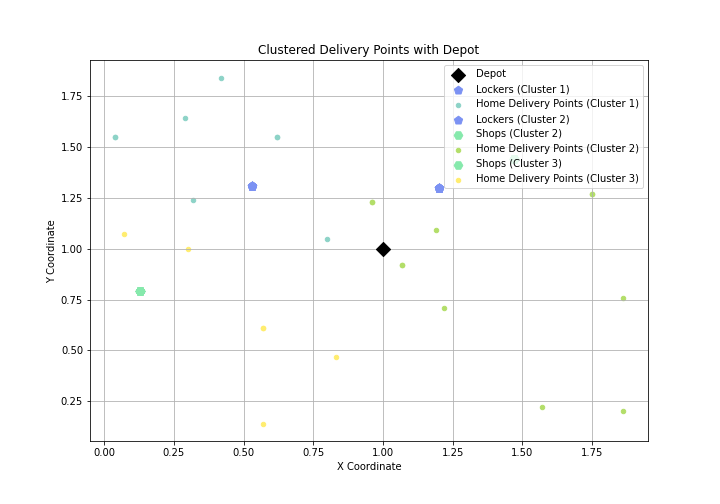 Clustered Delivery Points with Depot
Depot
Lockers (Cluster 1)
Home Delivery Points (Cluster 1)
Lockers (Cluster 2)
Shops (Cluster 2)
Home Delivery Points (Cluster 2)
Shops (Cluster 3)
Home Delivery Points (Cluster 3)
Y Coordinate
1.75
1.50
1.25
1.00
0.75
0.50
0.25
0.00 0.25 0.50 0.75 1.00 1.25 1.50 1.75
X Coordinate